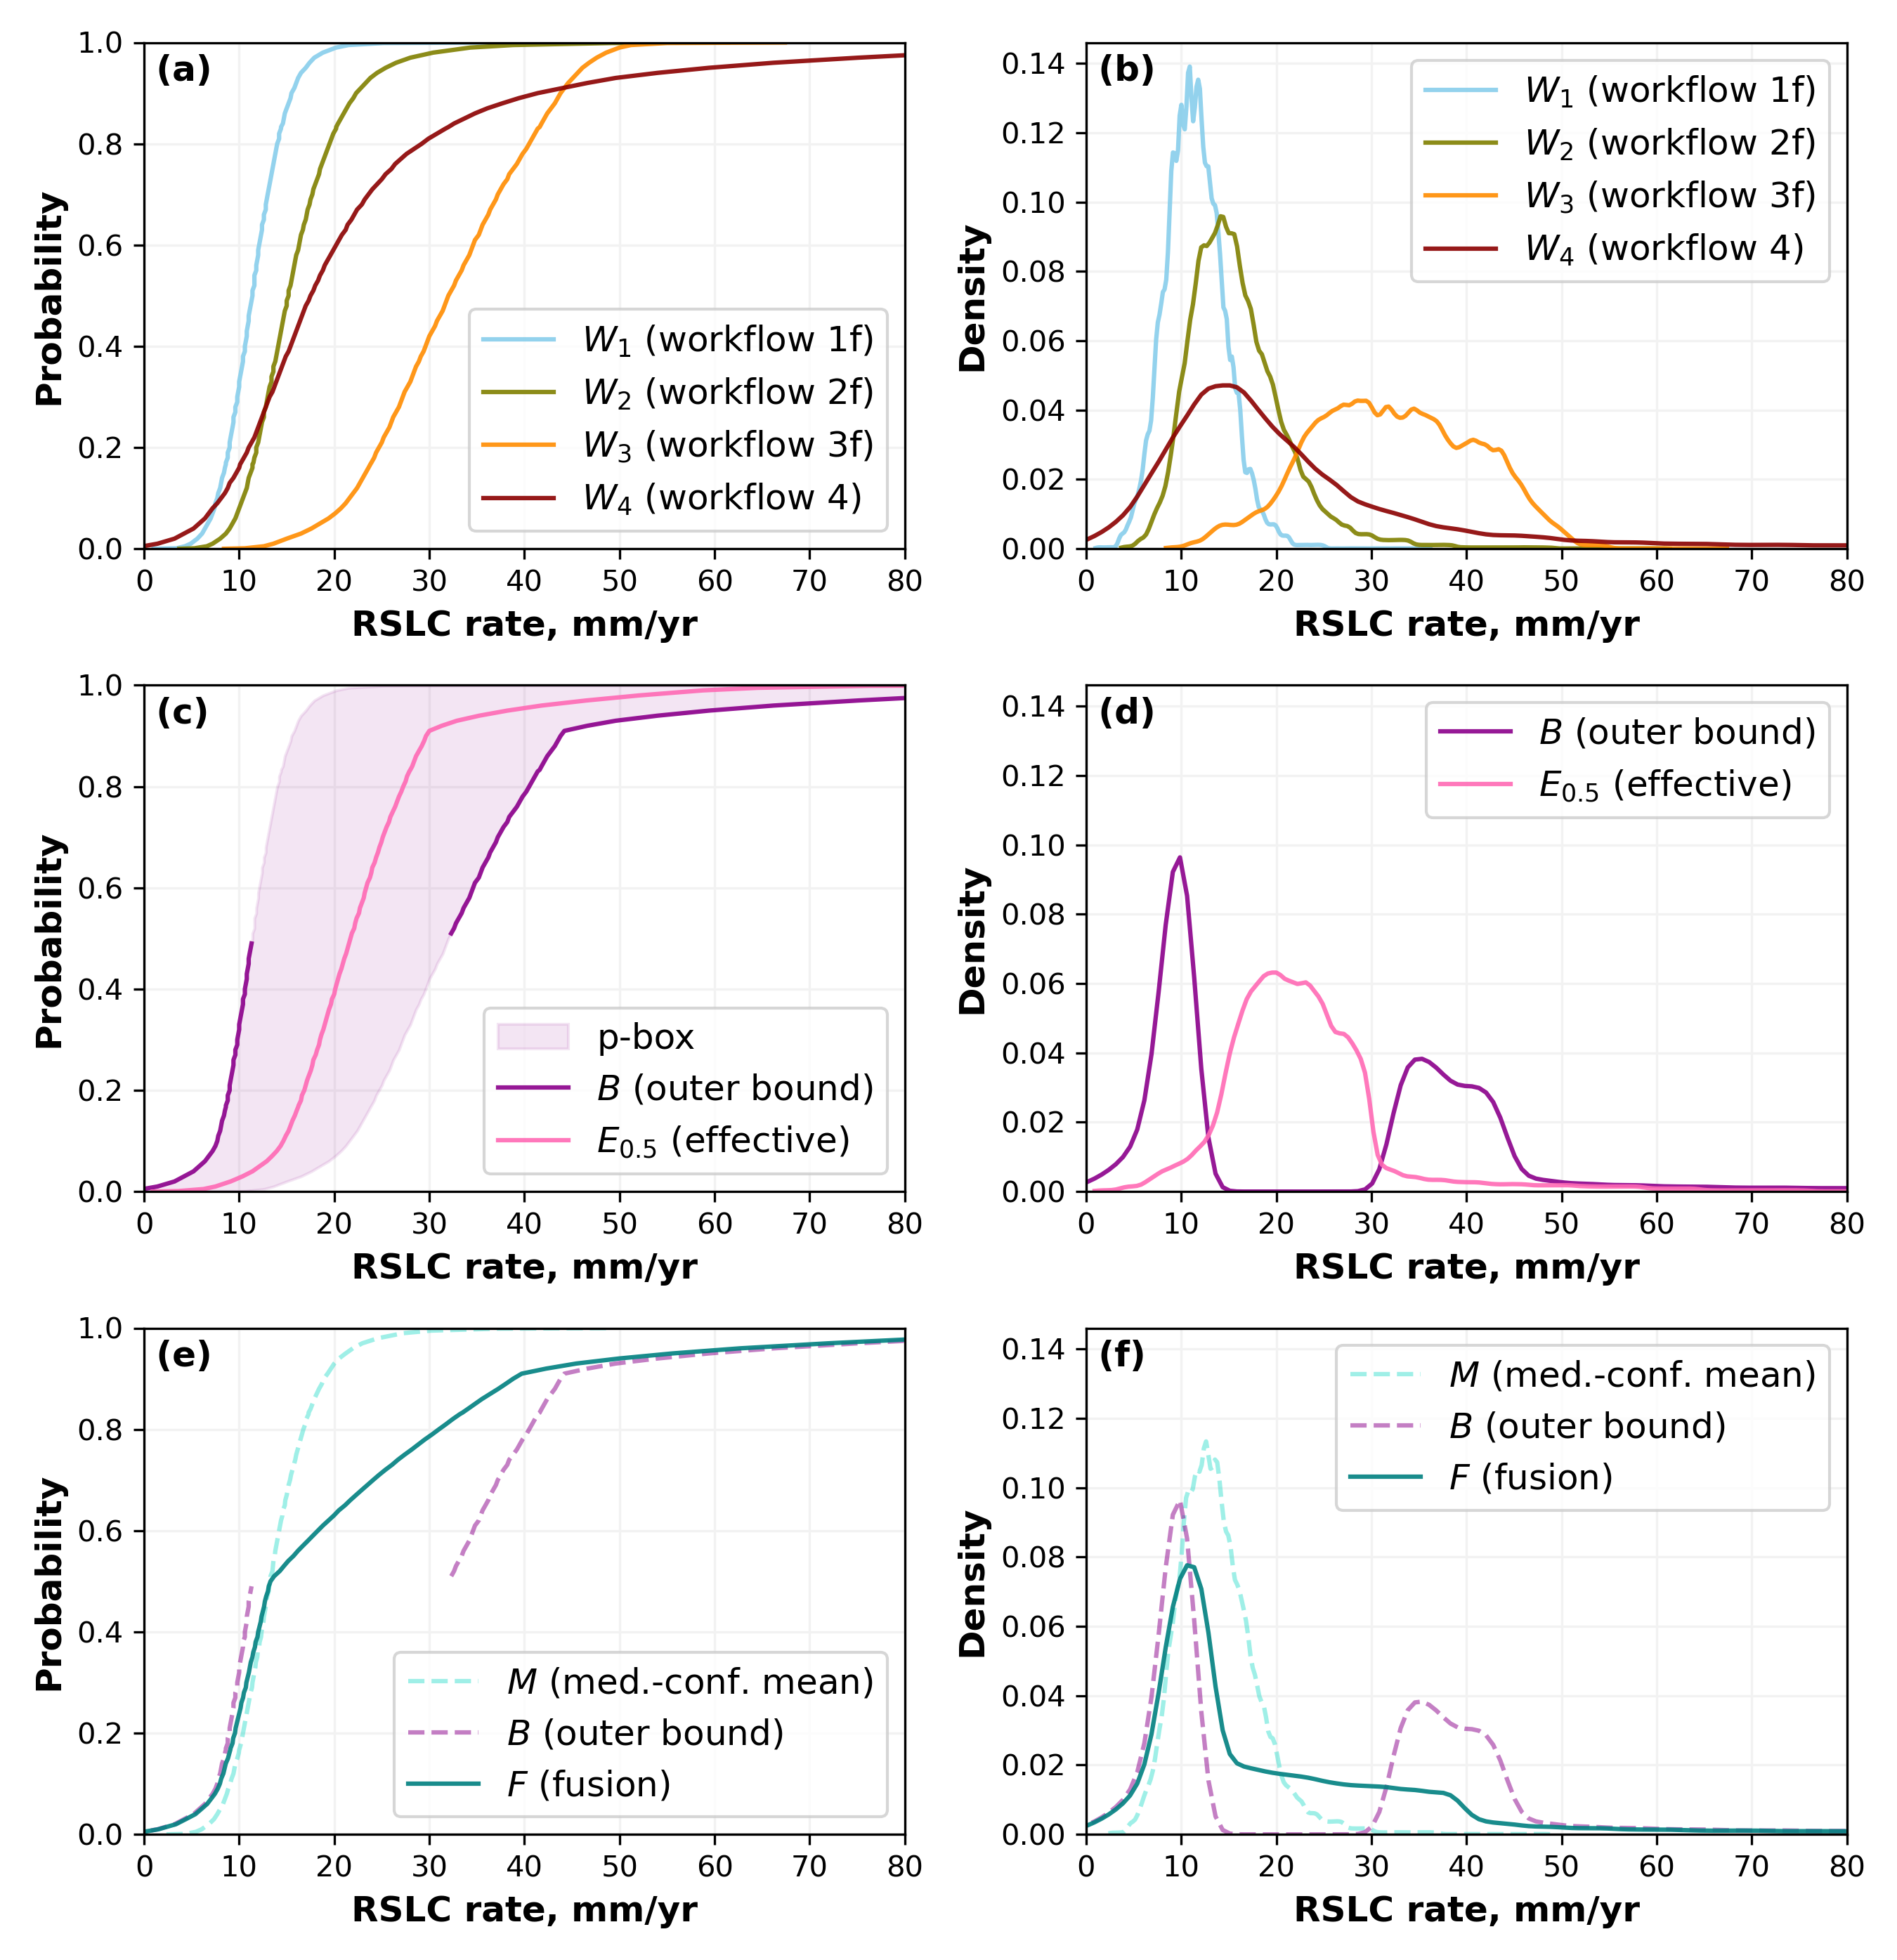 (a)
1.0
0.8
0.6
0.4
0.2
0.0
Probability
W1 (workflow 1f)
W2 (workflow 2f)
W3 (workflow 3f)
W4 (workflow 4)
0 10 20 30 40 50 60 70 80
RSLC rate, mm/yr
(b)
0.14
0.12
0.10
0.08
0.06
0.04
0.02
0.00
Density
W1 (workflow 1f)
W2 (workflow 2f)
W3 (workflow 3f)
W4 (workflow 4)
0 10 20 30 40 50 60 70 80
RSLC rate, mm/yr
(c)
1.0
0.8
0.6
0.4
0.2
0.0
Probability
p-box
B (outer bound)
E0.5 (effective)
0 10 20 30 40 50 60 70 80
RSLC rate, mm/yr
(d)
0.14
0.12
0.10
0.08
0.06
0.04
0.02
0.00
Density
B (outer bound)
E0.5 (effective)
0 10 20 30 40 50 60 70 80
RSLC rate, mm/yr
(e)
1.0
0.8
0.6
0.4
0.2
0.0
Probability
M (med.-conf. mean)
B (outer bound)
F (fusion)
0 10 20 30 40 50 60 70 80
RSLC rate, mm/yr
(f)
0.14
0.12
0.10
0.08
0.06
0.04
0.02
0.00
Density
M (med.-conf. mean)
B (outer bound)
F (fusion)
0 10 20 30 40 50 60 70 80
RSLC rate, mm/yr